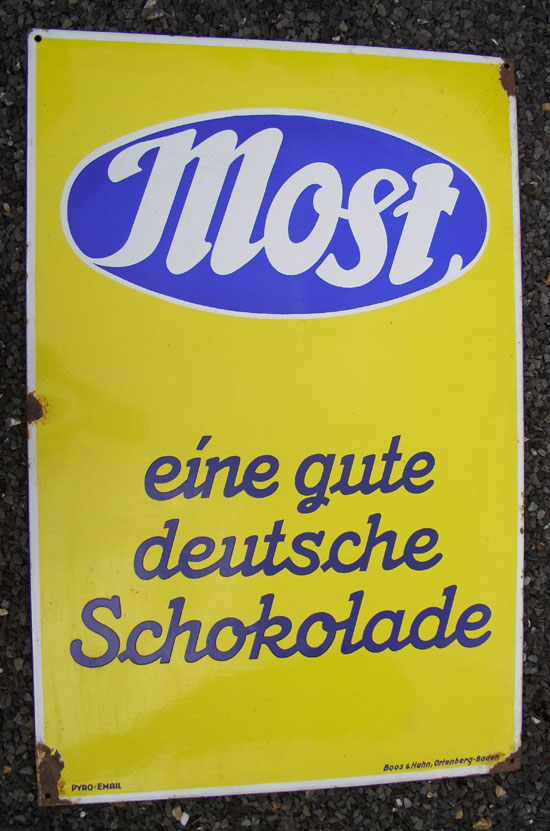 Most,
eine gute
deutsche
Schokolade
PYRO-EMAIL
Boos & Hahn, Ortenberg-Baden